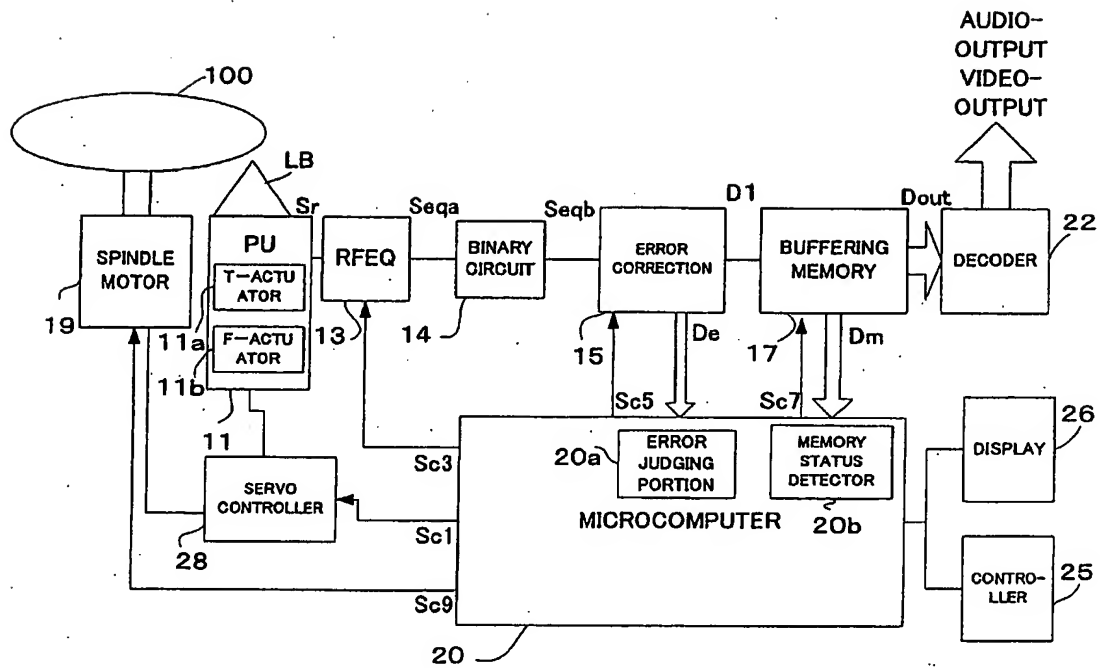 AUDIO-
OUTPUT
VIDEO-
OUTPUT
100
LB
Sr
Seqa
Seqb
D1
Dout
22
SPINDLE
MOTOR
PU
T-ACTU
ATOR
F-ACTU
ATOR
RFEQ
BINARY
CIRCUIT
ERROR
CORRECTION
BUFFERING
MEMORY
DECODER
19
11a
11b
13
14
15
De
17
Dm
11
Sc5
Sc7
26
Sc3
20a
ERROR
JUDGING
PORTION
MEMORY
STATUS
DETECTOR
DISPLAY
SERVO
CONTROLLER
Sc1
MICROCOMPUTER
20b
28
CONTRO-
LLER
25
Sc9
20